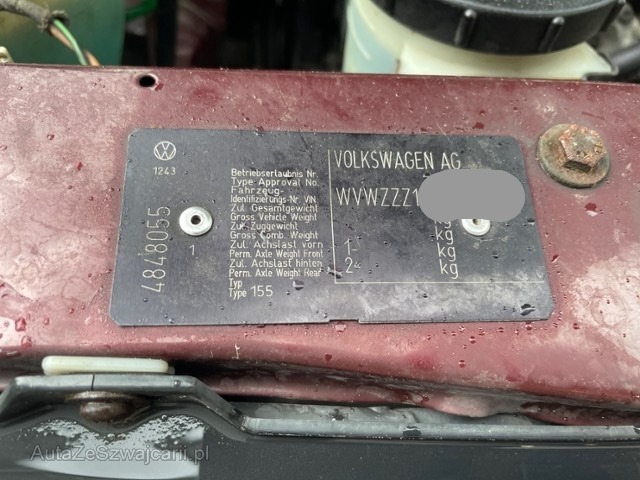 1243
4848055
1
Betriebserlaubnis Nr.
Type Approval No.
Fahrzeug-
Identifizierungs-Nr. VIN
Zul. Gesamtgewicht
Gross Vehicle Weight
Zul. Zuggewicht
Gross Comb. Weight
Zul. Achslast vorn
Perm. Axle Weight Front
Zul. Achslast hinten
Perm. Axle Weight Rear
Typ
Type 155
VOLKSWAGEN AG
WVWZZZ1
kg
kg
1- kg
2- kg
AutaZeSzwajcarii.pl